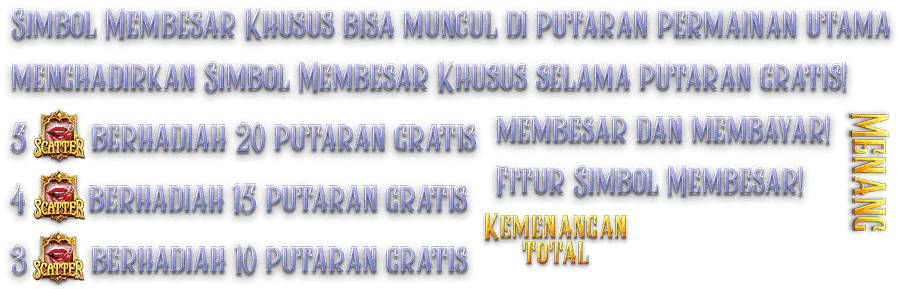 Simbol Membesar Khusus bisa muncul di putaran permainan utama
menghadirkan Simbol Membesar Khusus selama putaran gratis!
5 SCATTER berhadiah 20 putaran gratis
4 SCATTER berhadiah 15 putaran gratis
3 SCATTER berhadiah 10 putaran gratis
membesar dan membayar!
Fitur Simbol Membesar!
Kemenangan
total
Menang